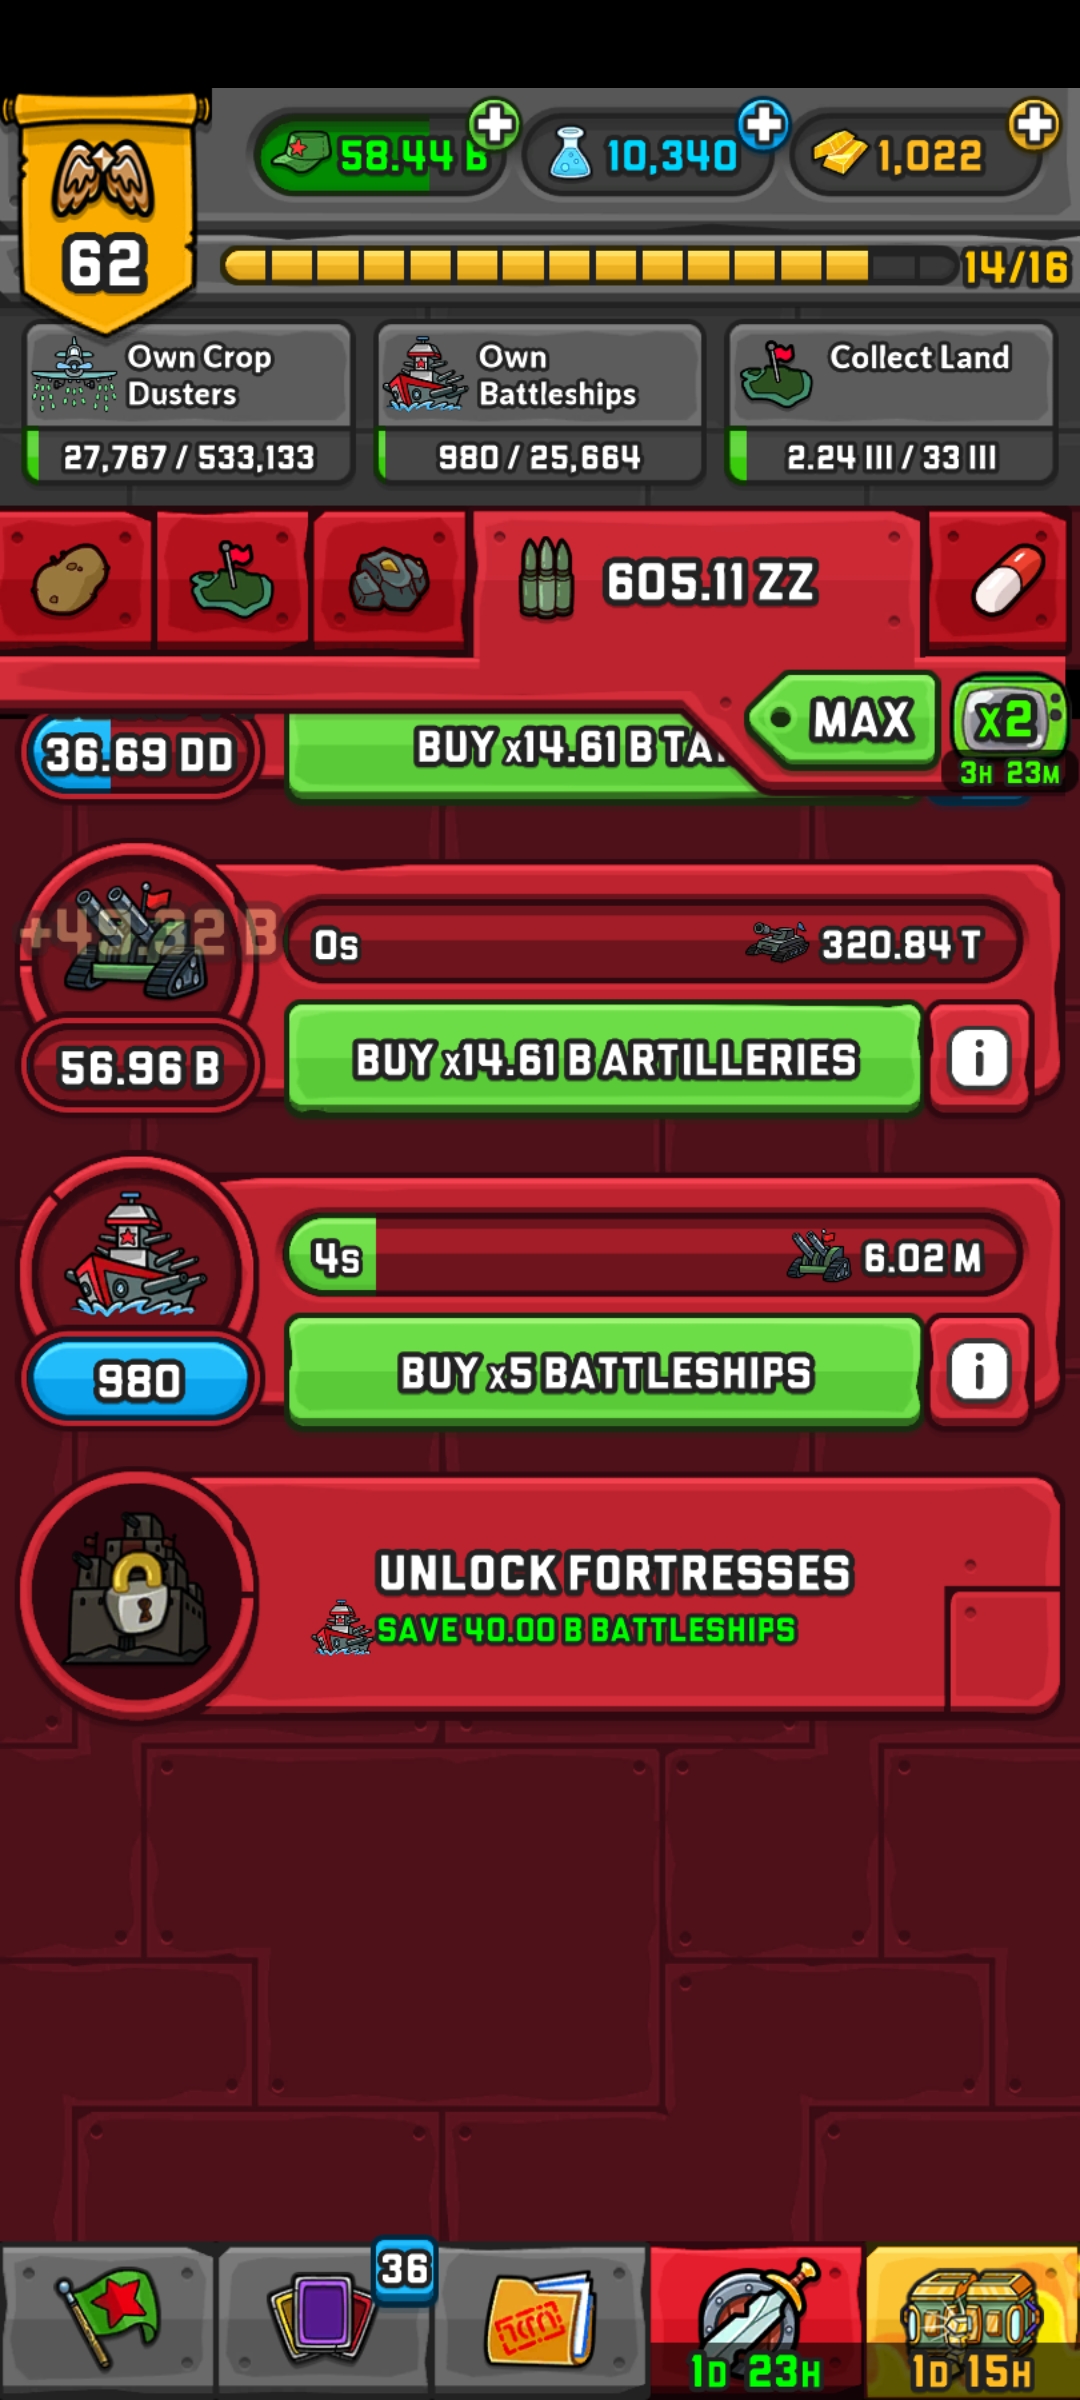 58.44 B
10,340
1,022
62
14/16
Own Crop
Dusters
Own
Battleships
Collect Land
27,767 / 533,133
980 / 25,664
2.24 III / 33 III
605.11 ZZ
MAX
x2
3H 23M
36.69 DD
BUY x14.61 B TA
0s
320.84 T
56.96 B
BUY x14.61 B ARTILLERIES
i
4s
6.02 M
980
BUY x5 BATTLESHIPS
i
UNLOCK FORTRESSES
SAVE 40.00 B BATTLESHIPS
36
1D 23H
1D 15H